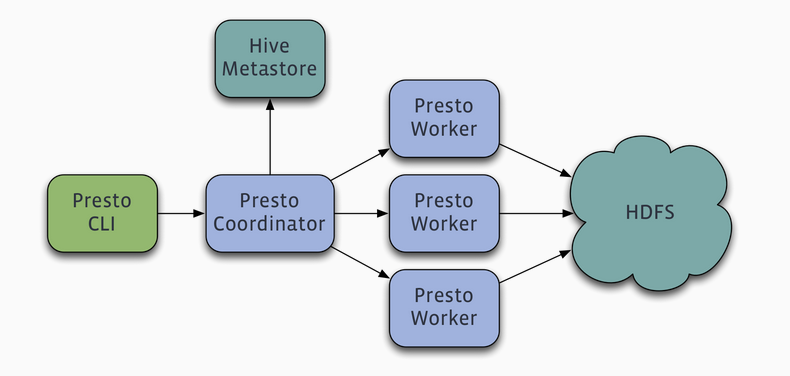 Hive
Metastore
Presto
Worker
Presto
CLI
Presto
Coordinator
Presto
Worker
HDFS
Presto
Worker